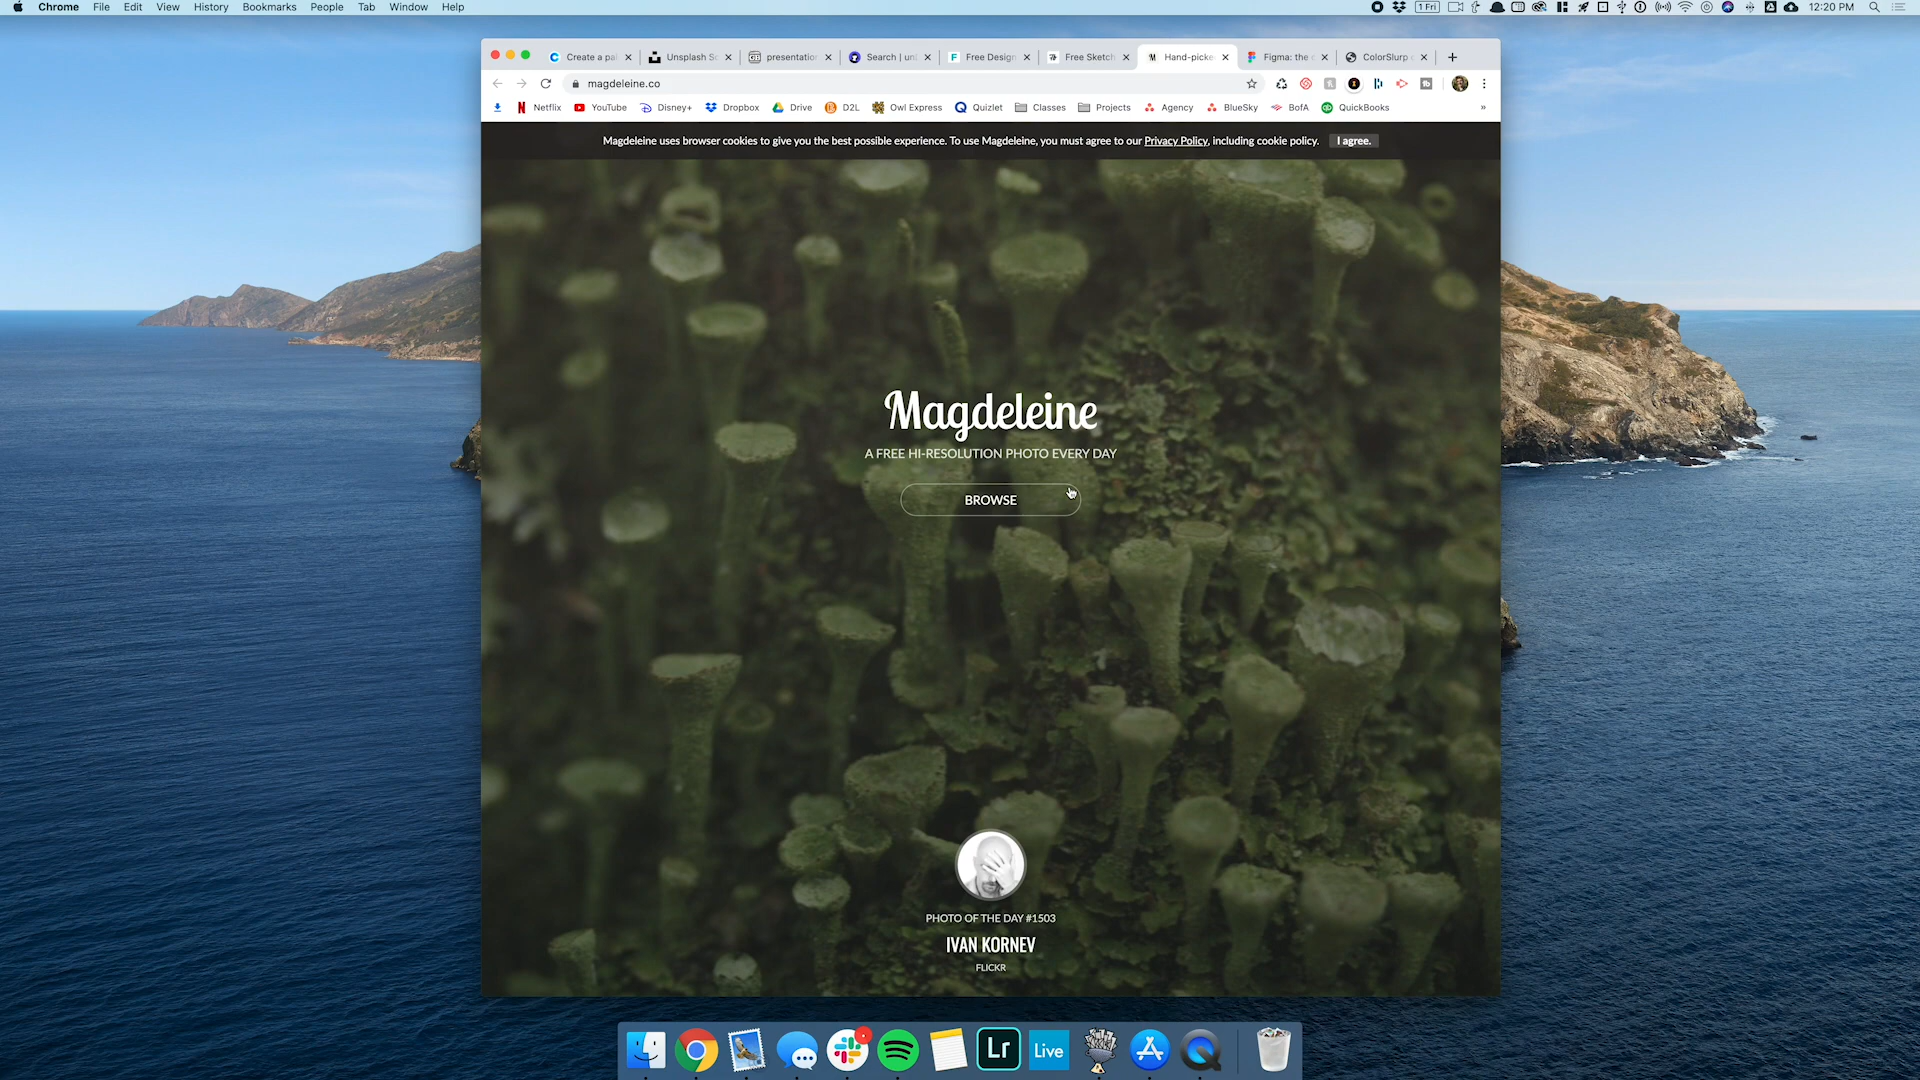 Chrome File Edit View History Bookmarks People Tab Window Help
1 Fri 12:20 PM
Create a pa Unsplash So presentation Search | un Free Design Free Sketch Hand-picke Figma: the ColorSlurp
magdeleine.co
Netflix YouTube Disney+ Dropbox Drive D2L Owl Express Quizlet Classes Projects Agency BlueSky BofA QuickBooks »
Magdeleine uses browser cookies to give you the best possible experience. To use Magdeleine, you must agree to our Privacy Policy, including cookie policy. I agree.
Magdeleine
A FREE HI-RESOLUTION PHOTO EVERY DAY
BROWSE
PHOTO OF THE DAY #1503
IVAN KORNEV
FLICKR
Lr Live